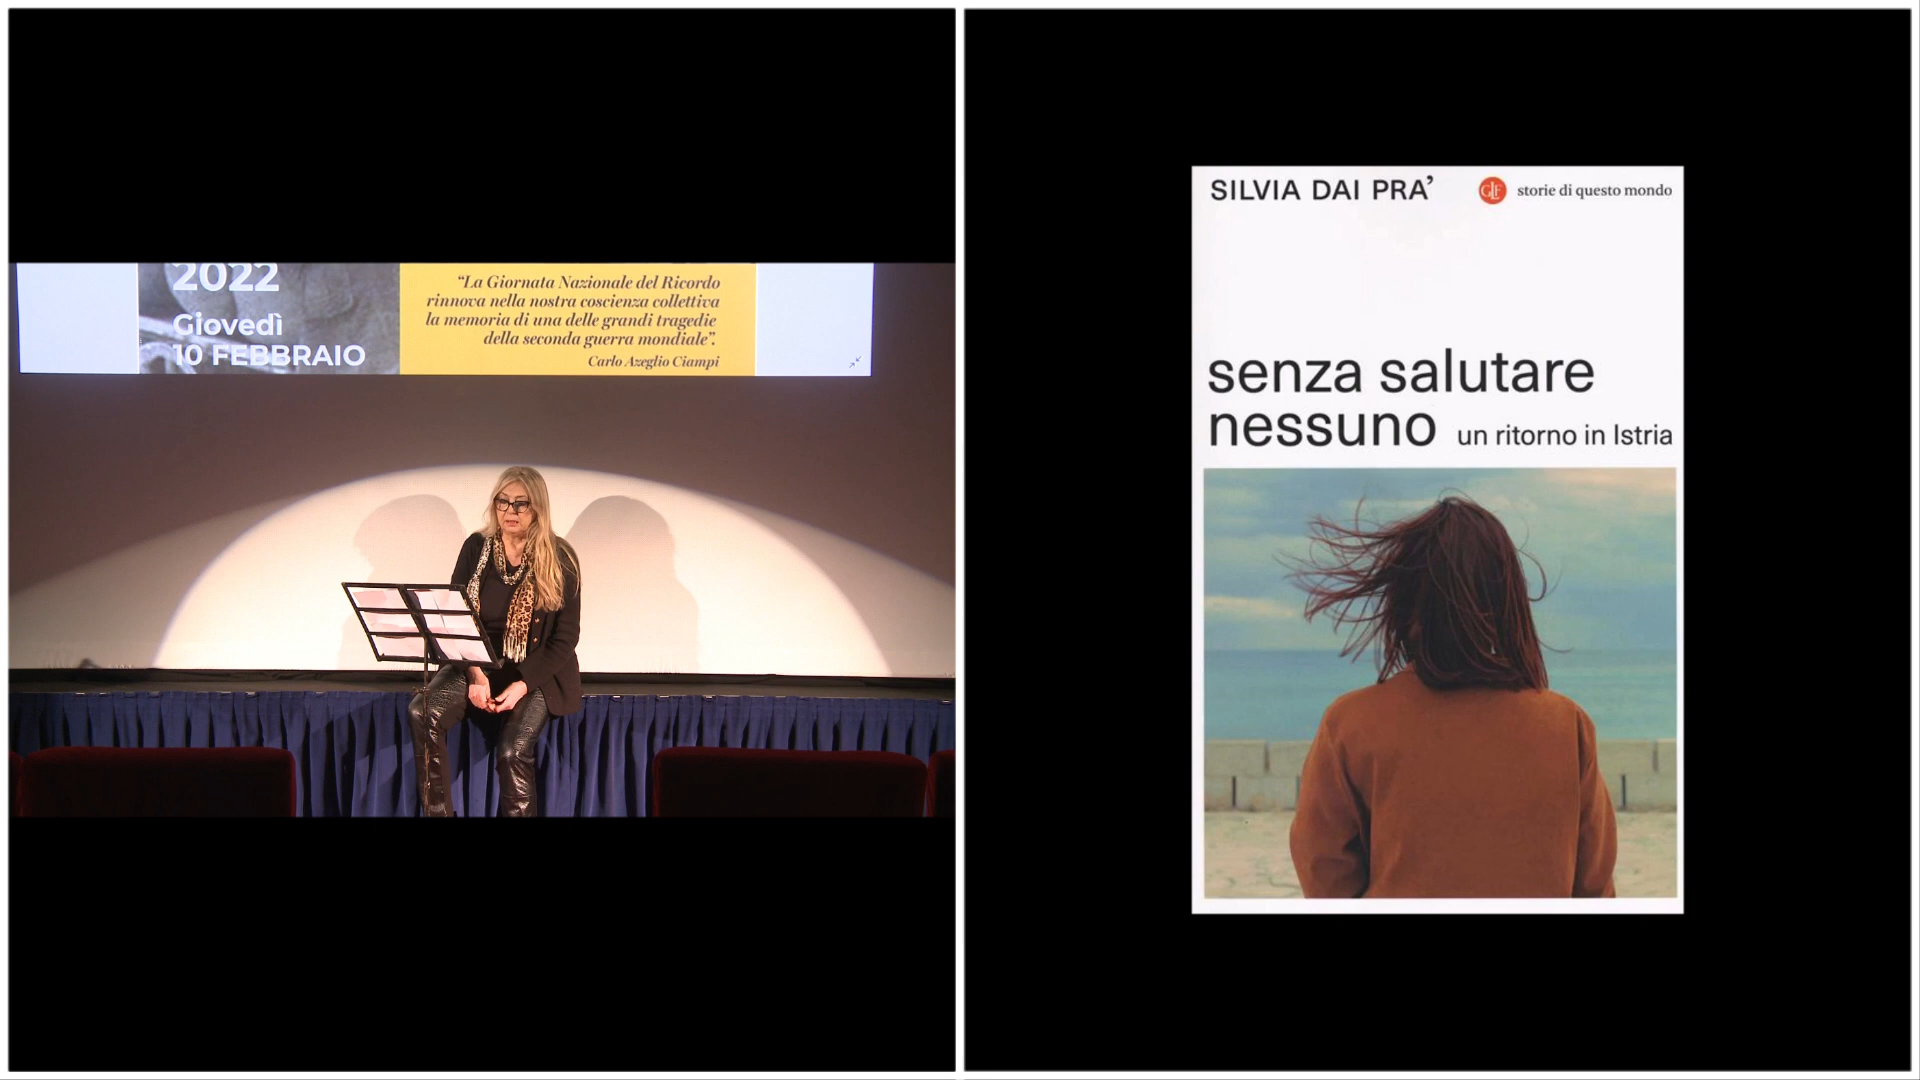 2022
Giovedì
10 FEBBRAIO
“La Giornata Nazionale del Ricordo
rinnova nella nostra coscienza collettiva
la memoria di una delle grandi tragedie
della seconda guerra mondiale”.
Carlo Azeglio Ciampi
SILVIA DAI PRA’
GLF storie di questo mondo
senza salutare
nessuno un ritorno in Istria